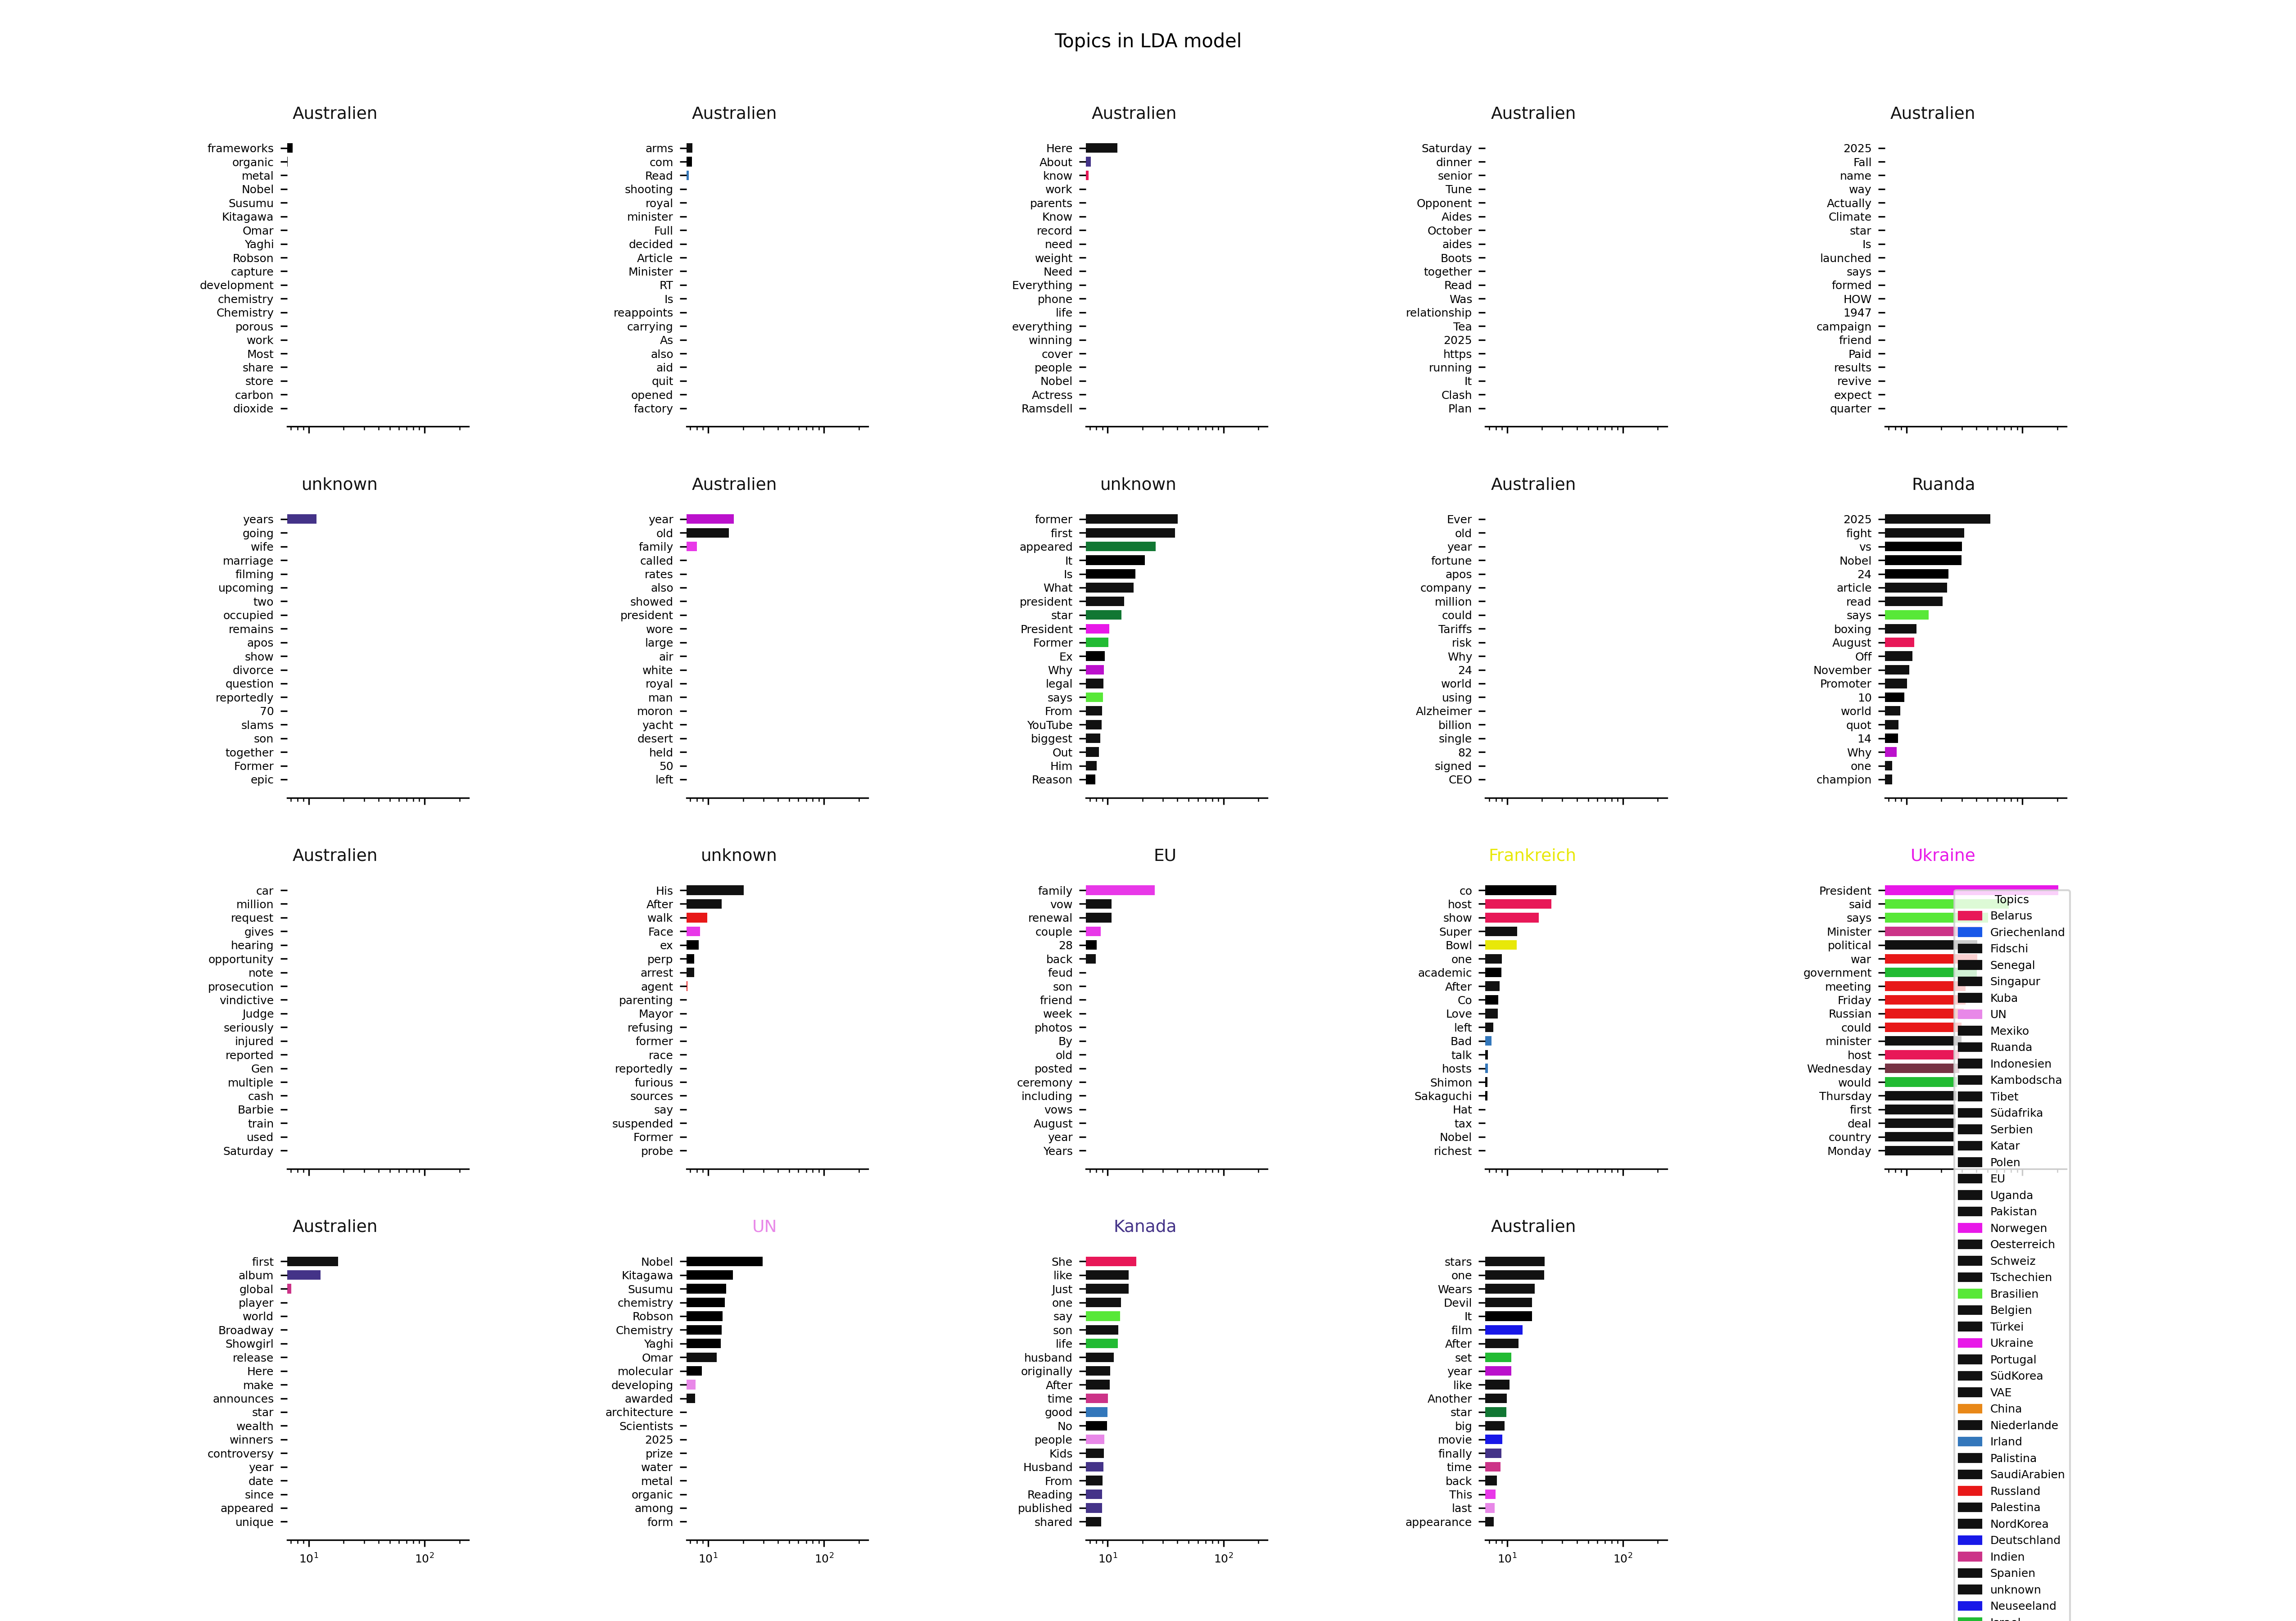 Topics in LDA model
Australien
frameworks
organic
metal
Nobel
Susumu
Kitagawa
Omar
Yaghi
Robson
capture
development
chemistry
Chemistry
porous
work
Most
share
store
carbon
dioxide
Australien
arms
com
Read
shooting
royal
minister
Full
decided
Article
Minister
RT
Is
reappoints
carrying
As
also
aid
quit
opened
factory
Australien
Here
About
know
work
parents
Know
record
need
weight
Need
Everything
phone
life
everything
winning
cover
people
Nobel
Actress
Ramsdell
Australien
Saturday
dinner
senior
Tune
Opponent
Aides
October
aides
Boots
together
Read
Was
relationship
Tea
2025
https
running
It
Clash
Plan
Australien
2025
Fall
name
way
Actually
Climate
star
Is
launched
says
formed
HOW
1947
campaign
friend
Paid
results
revive
expect
quarter
unknown
years
going
wife
marriage
filming
upcoming
two
occupied
remains
apos
show
divorce
question
reportedly
70
slams
son
together
Former
epic
Australien
year
old
family
called
rates
also
showed
president
wore
large
air
white
royal
man
moron
yacht
desert
held
50
left
unknown
former
first
appeared
It
Is
What
president
star
President
Former
Ex
Why
legal
says
From
YouTube
biggest
Out
Him
Reason
Australien
Ever
old
year
fortune
apos
company
million
could
Tariffs
risk
Why
24
world
using
Alzheimer
billion
single
82
signed
CEO
Ruanda
2025
fight
vs
Nobel
24
article
read
says
boxing
August
Off
November
Promoter
10
world
quot
14
Why
one
champion
Australien
car
million
request
gives
hearing
opportunity
note
prosecution
vindictive
Judge
seriously
injured
reported
Gen
multiple
cash
Barbie
train
used
Saturday
unknown
His
After
walk
Face
ex
perp
arrest
agent
parenting
Mayor
refusing
former
race
reportedly
furious
sources
say
suspended
Former
probe
EU
family
vow
renewal
couple
28
back
feud
son
friend
week
photos
By
old
posted
ceremony
including
vows
August
year
Years
Frankreich
co
host
show
Super
Bowl
one
academic
After
Co
Love
left
Bad
talk
hosts
Shimon
Sakaguchi
Hat
tax
Nobel
richest
Ukraine
President
said
says
Minister
political
war
government
meeting
Friday
Russian
could
minister
host
Wednesday
would
Thursday
first
deal
country
Monday
Australien
first
album
global
player
world
Broadway
Showgirl
release
Here
make
announces
star
wealth
winners
controversy
year
date
since
appeared
unique
10¹ 10²
UN
Nobel
Kitagawa
Susumu
chemistry
Robson
Chemistry
Yaghi
Omar
molecular
developing
awarded
architecture
Scientists
2025
prize
water
metal
organic
among
form
10¹ 10²
Kanada
She
like
Just
one
say
son
life
husband
originally
After
time
good
No
people
Kids
Husband
From
Reading
published
shared
10¹ 10²
Australien
stars
one
Wears
Devil
It
film
After
set
year
like
Another
star
big
movie
finally
time
back
This
last
appearance
10¹ 10²
Topics
Belarus
Griechenland
Fidschi
Senegal
Singapur
Kuba
UN
Mexiko
Ruanda
Indonesien
Kambodscha
Tibet
Südafrika
Serbien
Katar
Polen
EU
Uganda
Pakistan
Norwegen
Oesterreich
Schweiz
Tschechien
Brasilien
Belgien
Türkei
Ukraine
Portugal
SüdKorea
VAE
China
Niederlande
Irland
Palistina
SaudiArabien
Russland
Palestina
NordKorea
Deutschland
Indien
Spanien
unknown
Neuseeland